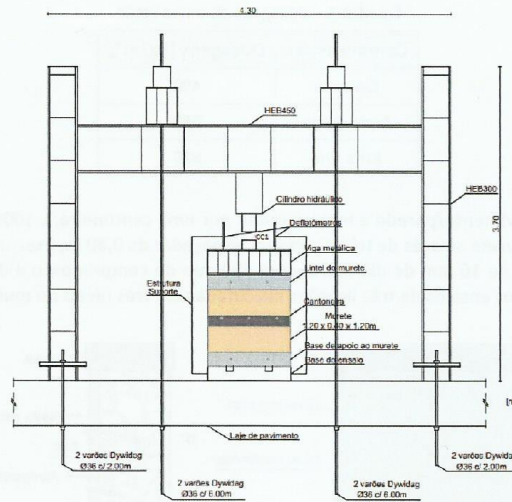 4.30
HEB450
HEB300
3.70
Cilindro hidráulico
Deflatómetros
CC1
Viga metálica
Lintel do murete
Estrutura
Suporte
Cantoneira
Murete
1.20 x 0.40 x 1.20m
Base de apoio ao murete
Base de ensaio
Laje de pavimento
2 varões Dywidag
Ø36 c/ 2.00m
2 varões Dywidag
Ø36 c/ 6.00m
2 varões Dywidag
Ø36 c/ 6.00m
2 varões Dywidag
Ø36 c/ 2.00m